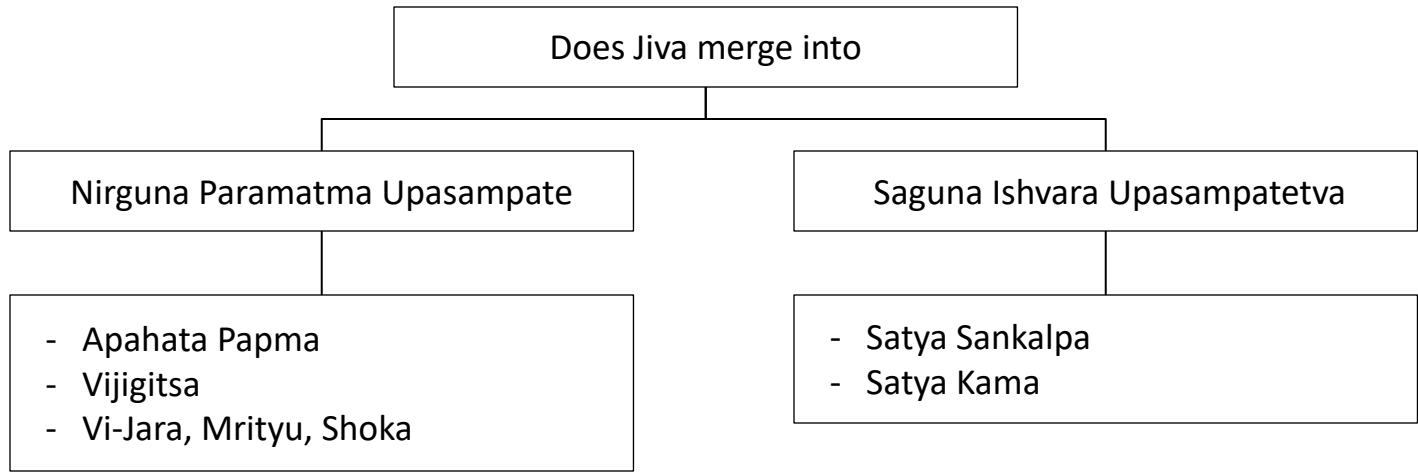 Does Jiva merge into
Nirguna Paramatma Upasampate
Saguna Ishvara Upasampatetva
- Apahata Papma
- Vijigitsa
- Vi-Jara, Mrityu, Shoka
- Satya Sankalpa
- Satya Kama